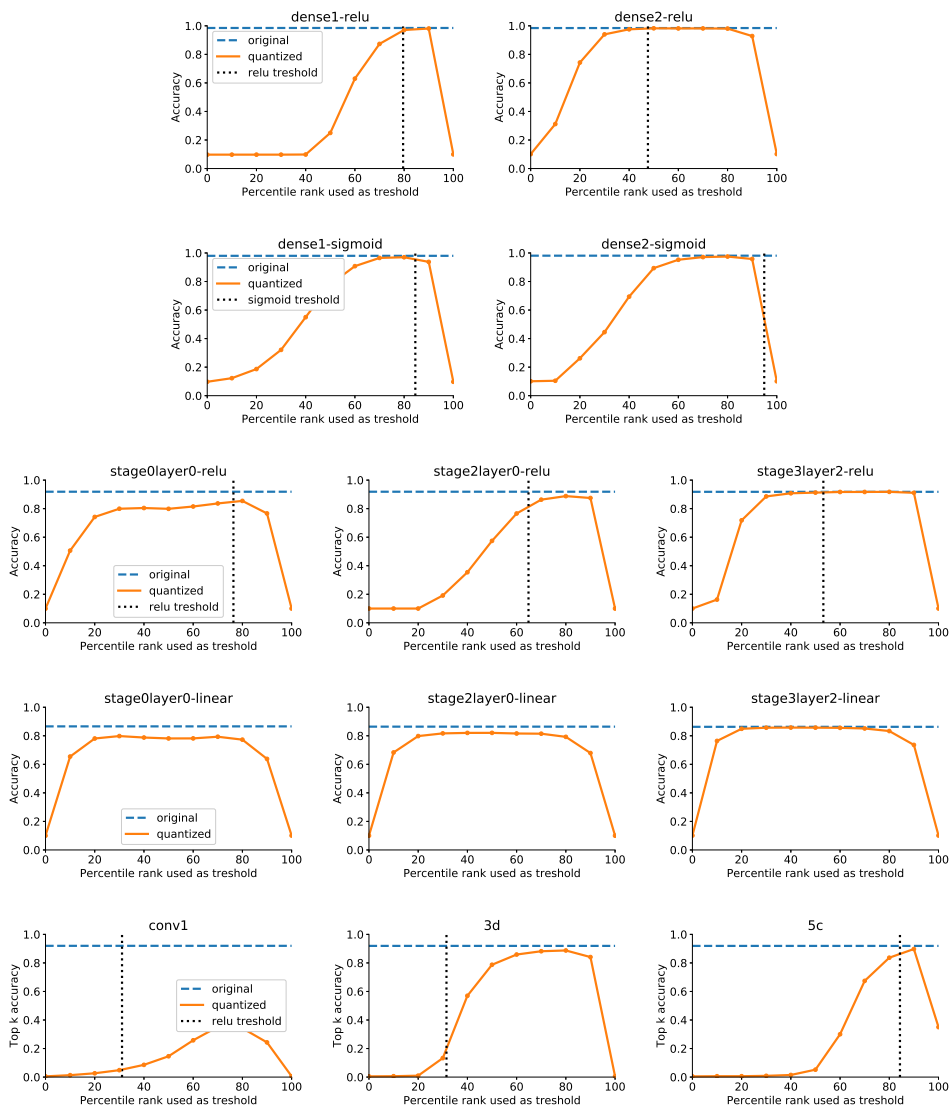 dense1-relu
1.0
0.8
0.6
0.4
0.2
0.0
Accuracy
original
quantized
relu treshold
0 20 40 60 80 100
Percentile rank used as treshold
dense2-relu
1.0
0.8
0.6
0.4
0.2
0.0
Accuracy
0 20 40 60 80 100
Percentile rank used as treshold
dense1-sigmoid
1.0
0.8
0.6
0.4
0.2
0.0
Accuracy
original
quantized
sigmoid treshold
0 20 40 60 80 100
Percentile rank used as treshold
dense2-sigmoid
1.0
0.8
0.6
0.4
0.2
0.0
Accuracy
0 20 40 60 80 100
Percentile rank used as treshold
stage0layer0-relu
1.0
0.8
0.6
0.4
0.2
0.0
Accuracy
original
quantized
relu treshold
0 20 40 60 80 100
Percentile rank used as treshold
stage2layer0-relu
1.0
0.8
0.6
0.4
0.2
0.0
Accuracy
0 20 40 60 80 100
Percentile rank used as treshold
stage3layer2-relu
1.0
0.8
0.6
0.4
0.2
0.0
Accuracy
0 20 40 60 80 100
Percentile rank used as treshold
stage0layer0-linear
1.0
0.8
0.6
0.4
0.2
0.0
Accuracy
original
quantized
0 20 40 60 80 100
Percentile rank used as treshold
stage2layer0-linear
1.0
0.8
0.6
0.4
0.2
0.0
Accuracy
0 20 40 60 80 100
Percentile rank used as treshold
stage3layer2-linear
1.0
0.8
0.6
0.4
0.2
0.0
Accuracy
0 20 40 60 80 100
Percentile rank used as treshold
conv1
1.0
0.8
0.6
0.4
0.2
0.0
Top k accuracy
original
quantized
relu treshold
0 20 40 60 80 100
Percentile rank used as treshold
3d
1.0
0.8
0.6
0.4
0.2
0.0
Top k accuracy
0 20 40 60 80 100
Percentile rank used as treshold
5c
1.0
0.8
0.6
0.4
0.2
0.0
Top k accuracy
0 20 40 60 80 100
Percentile rank used as treshold